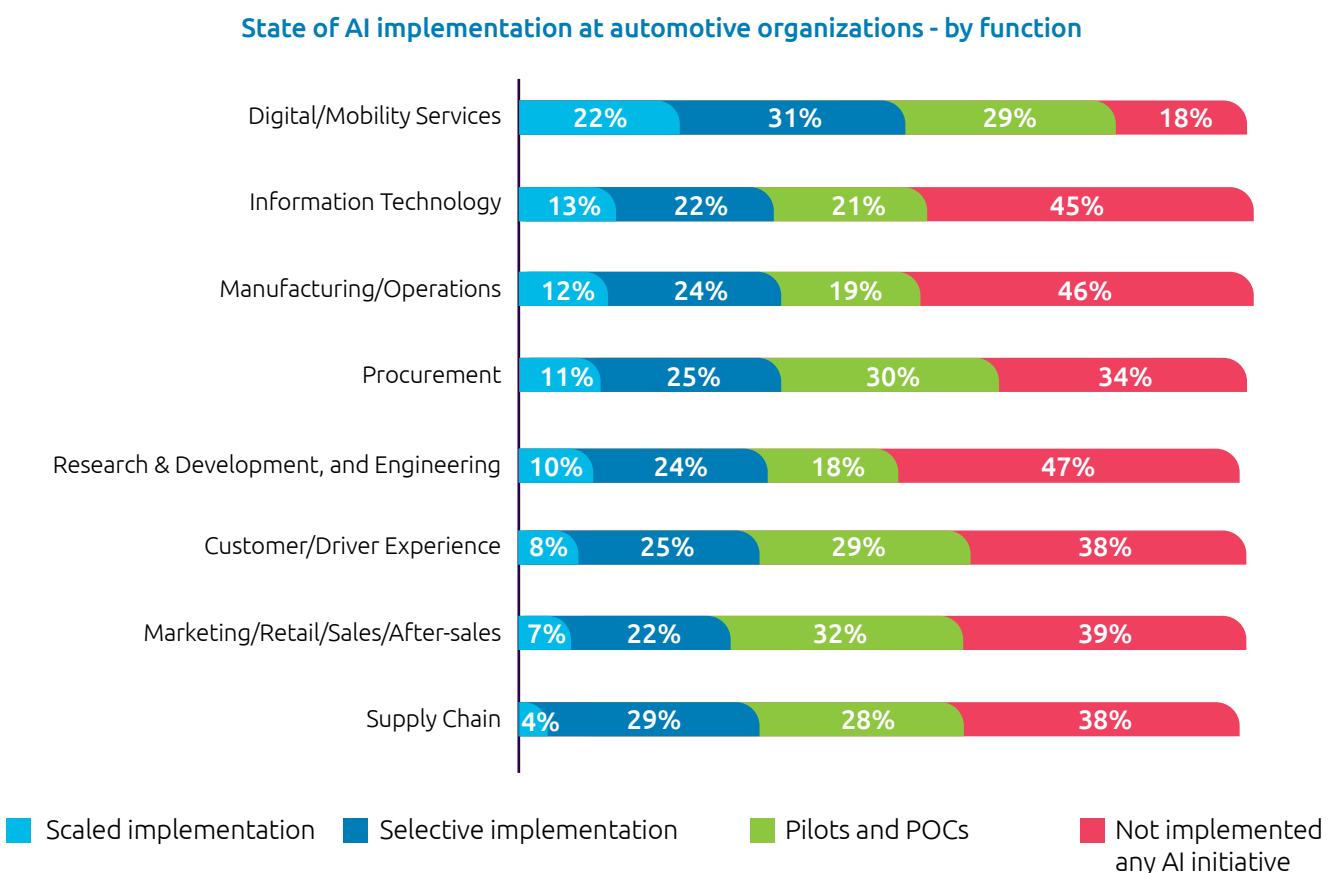 State of AI implementation at automotive organizations - by function
Digital/Mobility Services 22% 31% 29% 18%
Information Technology 13% 22% 21% 45%
Manufacturing/Operations 12% 24% 19% 46%
Procurement 11% 25% 30% 34%
Research & Development, and Engineering 10% 24% 18% 47%
Customer/Driver Experience 8% 25% 29% 38%
Marketing/Retail/Sales/After-sales 7% 22% 32% 39%
Supply Chain 4% 29% 28% 38%
Scaled implementation Selective implementation Pilots and POCs Not implemented
any AI initiative